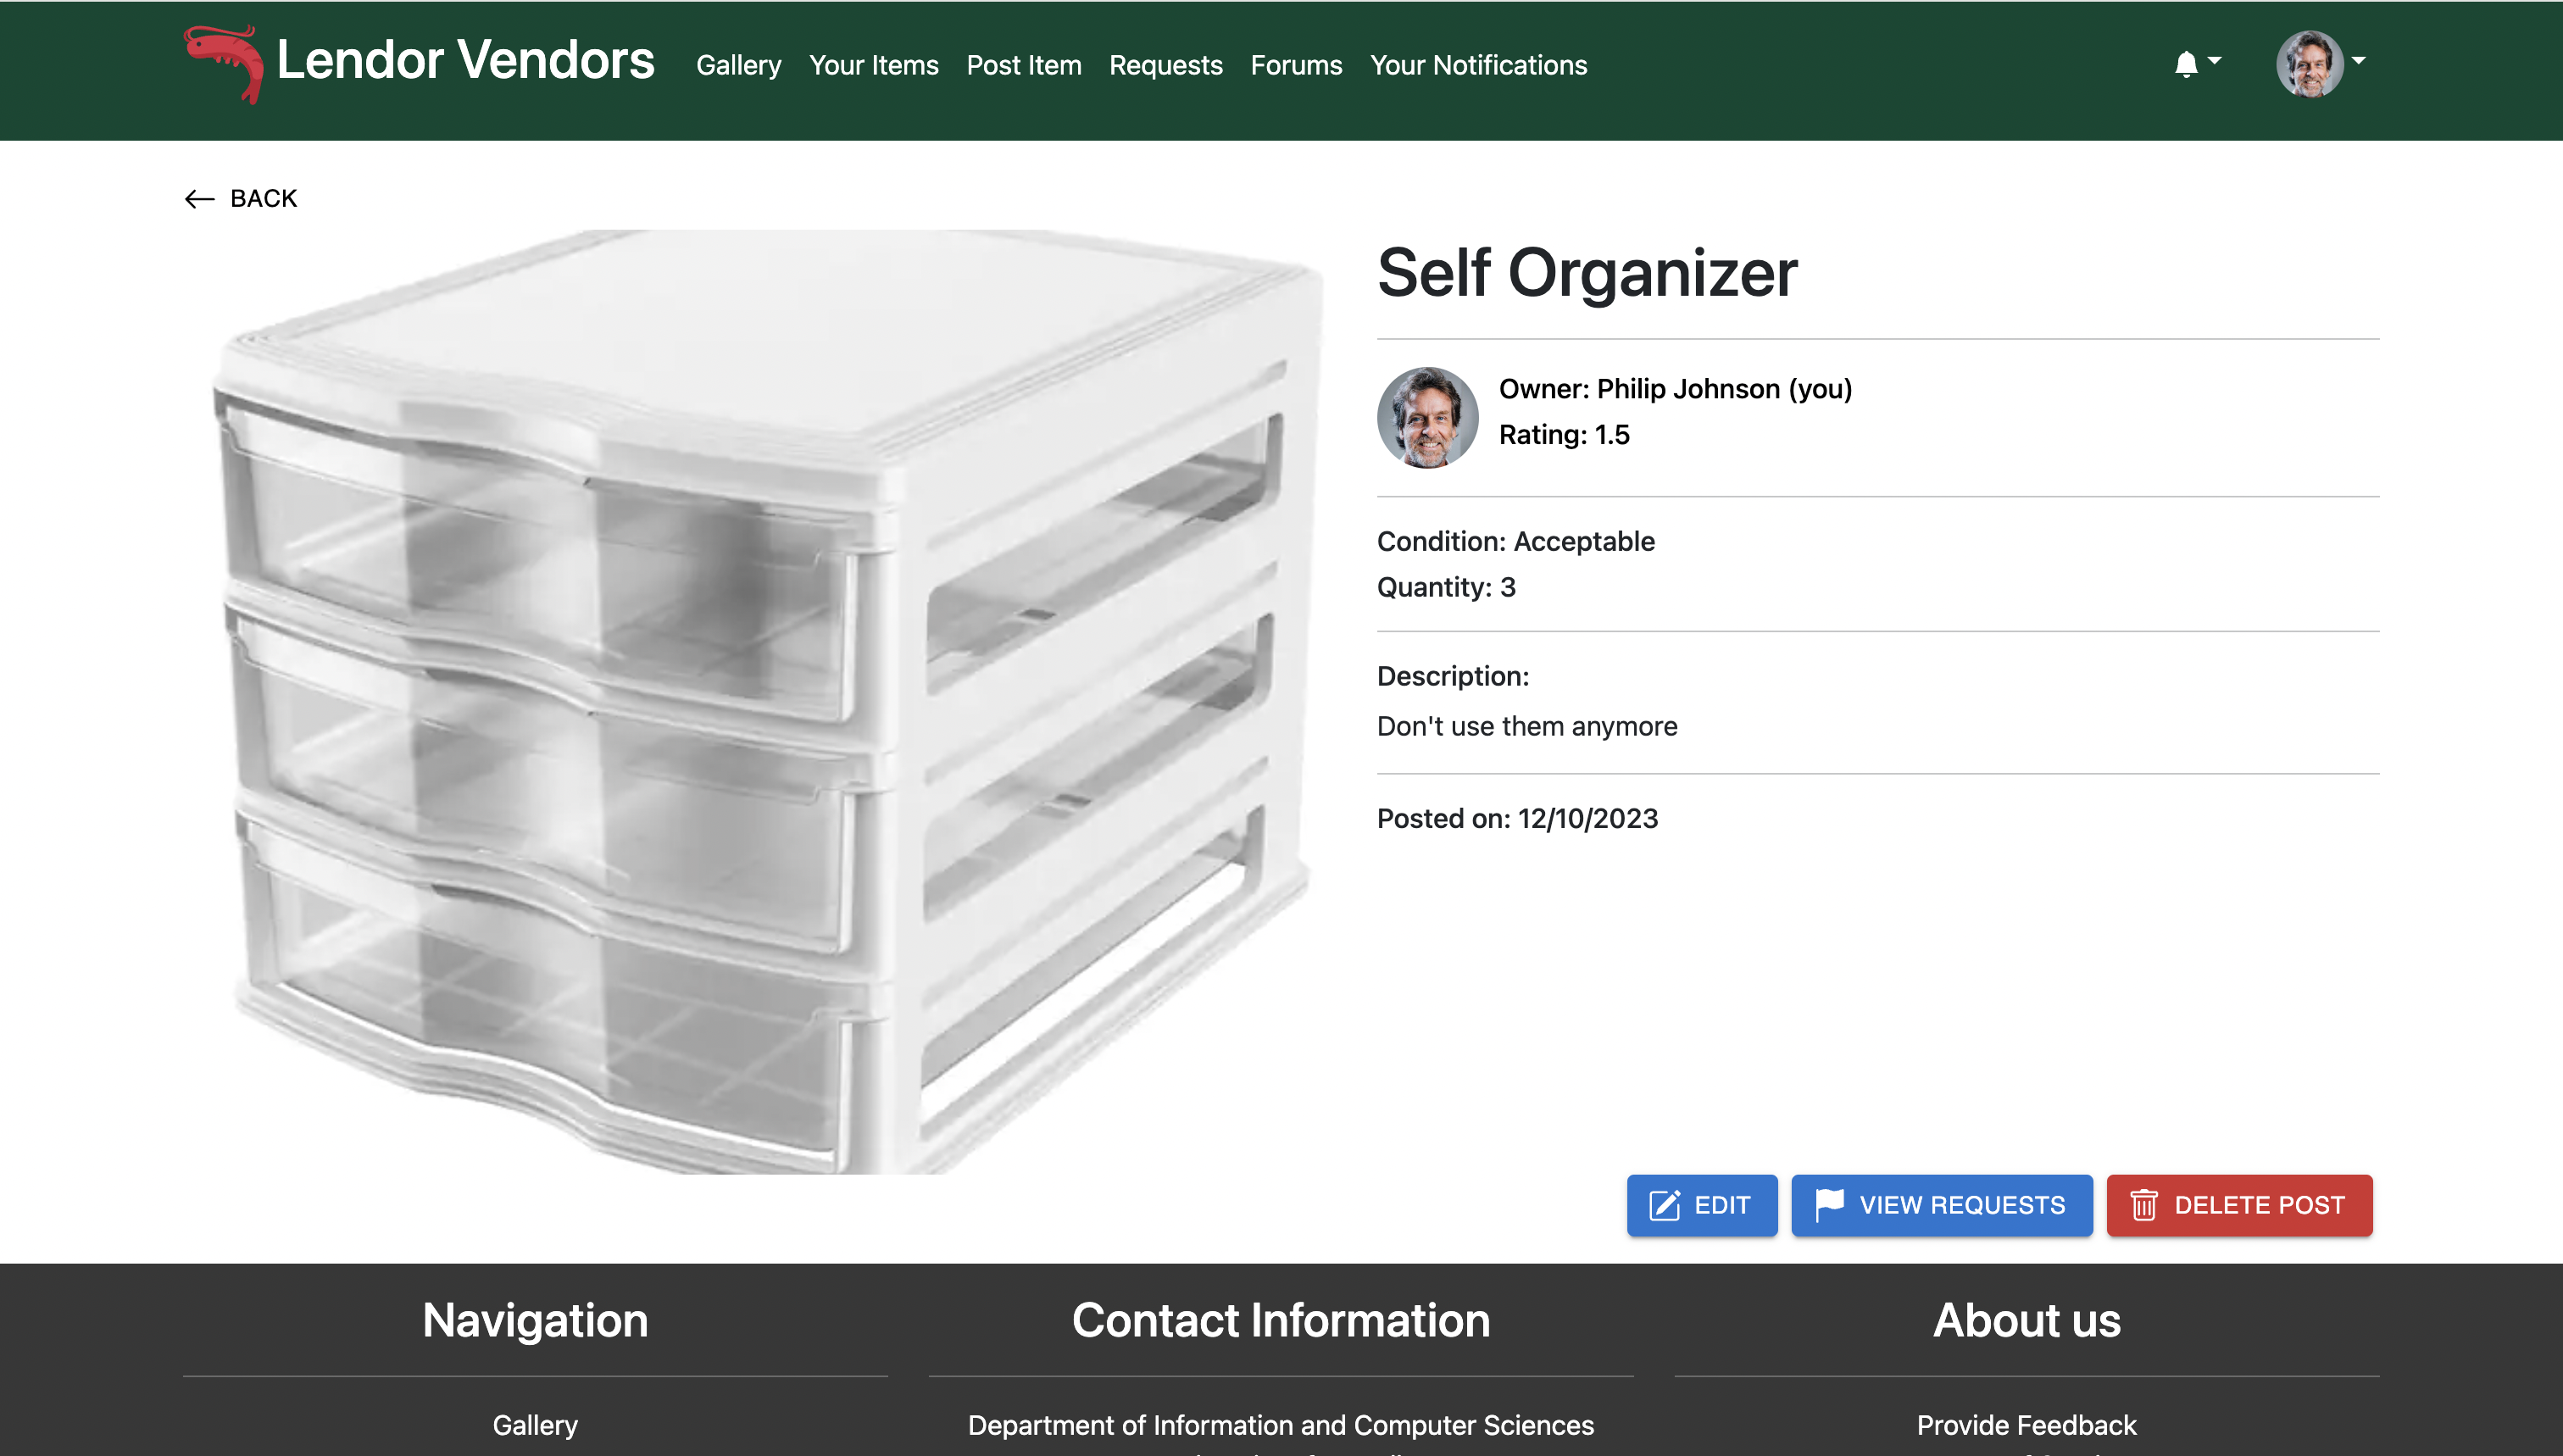 Lendor Vendors Gallery Your Items Post Item Requests Forums Your Notifications
BACK
Self Organizer
Owner: Philip Johnson (you)
Rating: 1.5
Condition: Acceptable
Quantity: 3
Description:
Don't use them anymore
Posted on: 12/10/2023
EDIT VIEW REQUESTS DELETE POST
Navigation
Gallery
Contact Information
Department of Information and Computer Sciences
About us
Provide Feedback